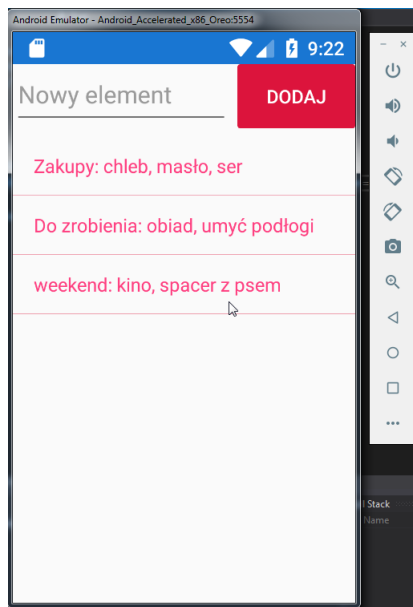 Android Emulator - Android_Accelerated_x86_Oreo:5554
9:22
Nowy element
DODAJ
Zakupy: chleb, masło, ser
Do zrobienia: obiad, umyć podłogi
weekend: kino, spacer z psem
Stack
Name